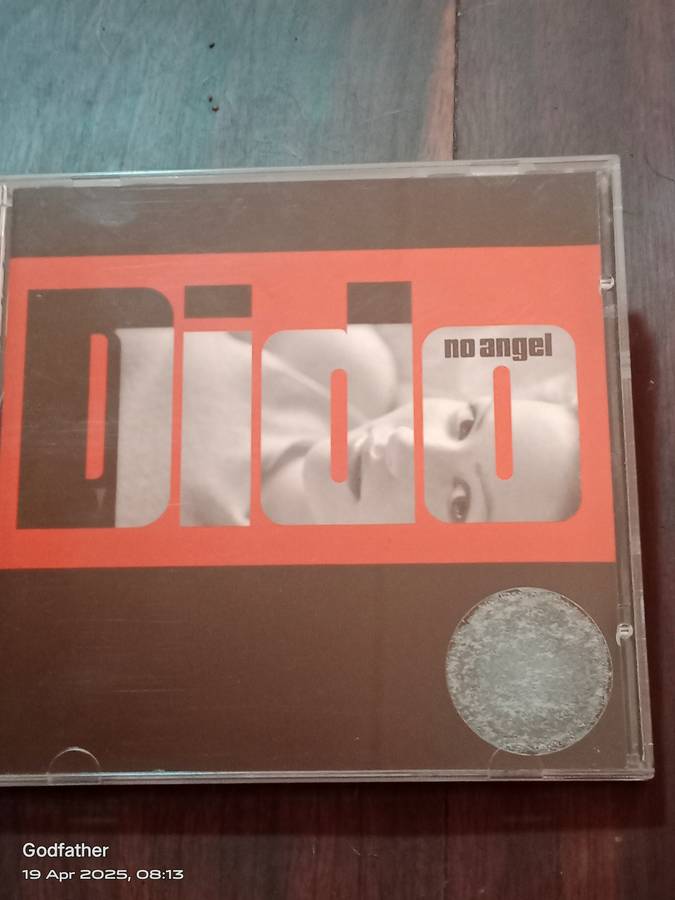 Dido
no angel
Godfather
19 Apr 2025, 08:13